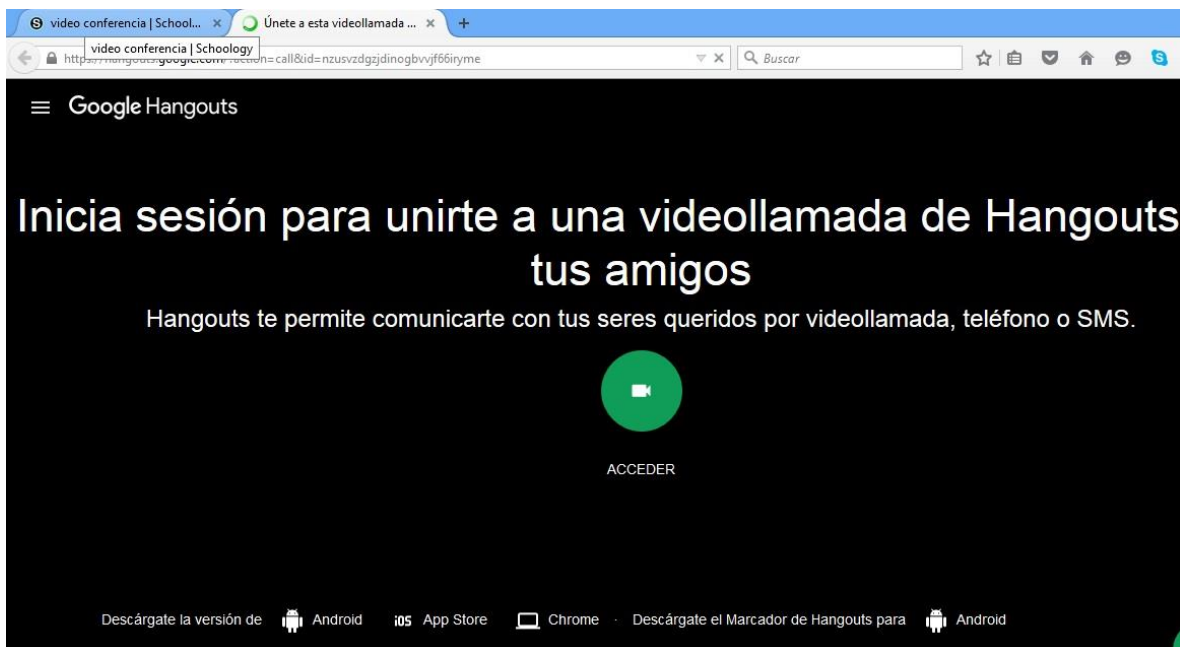 video conferencia | School...
Únete a esta videollamada ...
video conferencia | Schoology
=call&id=nzusvzdgzjdinogbvvjf66iryme
Buscar
Google Hangouts
Inicia sesión para unirte a una videollamada de Hangouts
tus amigos
Hangouts te permite comunicarte con tus seres queridos por videollamada, teléfono o SMS.
ACCEDER
Descárgate la versión de Android iOS App Store Chrome · Descárgate el Marcador de Hangouts para Android